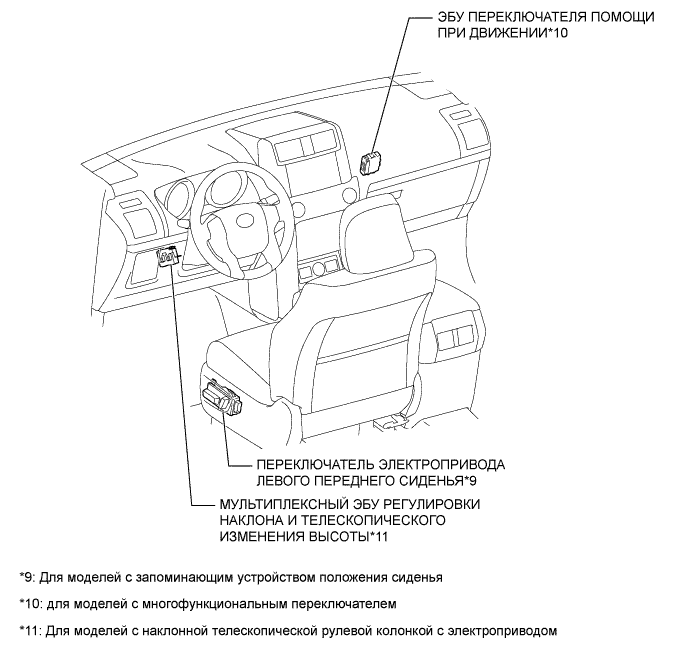 ЭБУ ПЕРЕКЛЮЧАТЕЛЯ ПОМОЩИ
ПРИ ДВИЖЕНИИ*10
ПЕРЕКЛЮЧАТЕЛЬ ЭЛЕКТРОПРИВОДА
ЛЕВОГО ПЕРЕДНЕГО СИДЕНЬЯ*9
МУЛЬТИПЛЕКСНЫЙ ЭБУ РЕГУЛИРОВКИ
НАКЛОНА И ТЕЛЕСКОПИЧЕСКОГО
ИЗМЕНЕНИЯ ВЫСОТЫ*11
*9: Для моделей с запоминающим устройством положения сиденья
*10: для моделей с многофункциональным переключателем
*11: Для моделей с наклонной телескопической рулевой колонкой с электроприводом